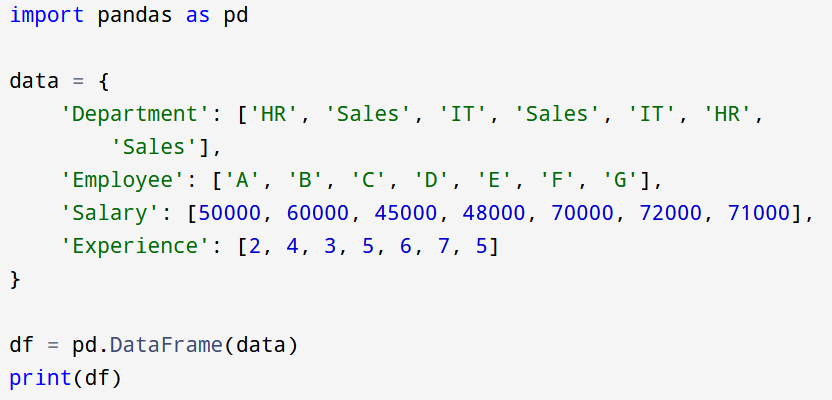 import pandas as pd
data = {
    'Department': ['HR', 'Sales', 'IT', 'Sales', 'IT', 'HR',
        'Sales'],
    'Employee': ['A', 'B', 'C', 'D', 'E', 'F', 'G'],
    'Salary': [50000, 60000, 45000, 48000, 70000, 72000, 71000],
    'Experience': [2, 4, 3, 5, 6, 7, 5]
}
df = pd.DataFrame(data)
print(df)